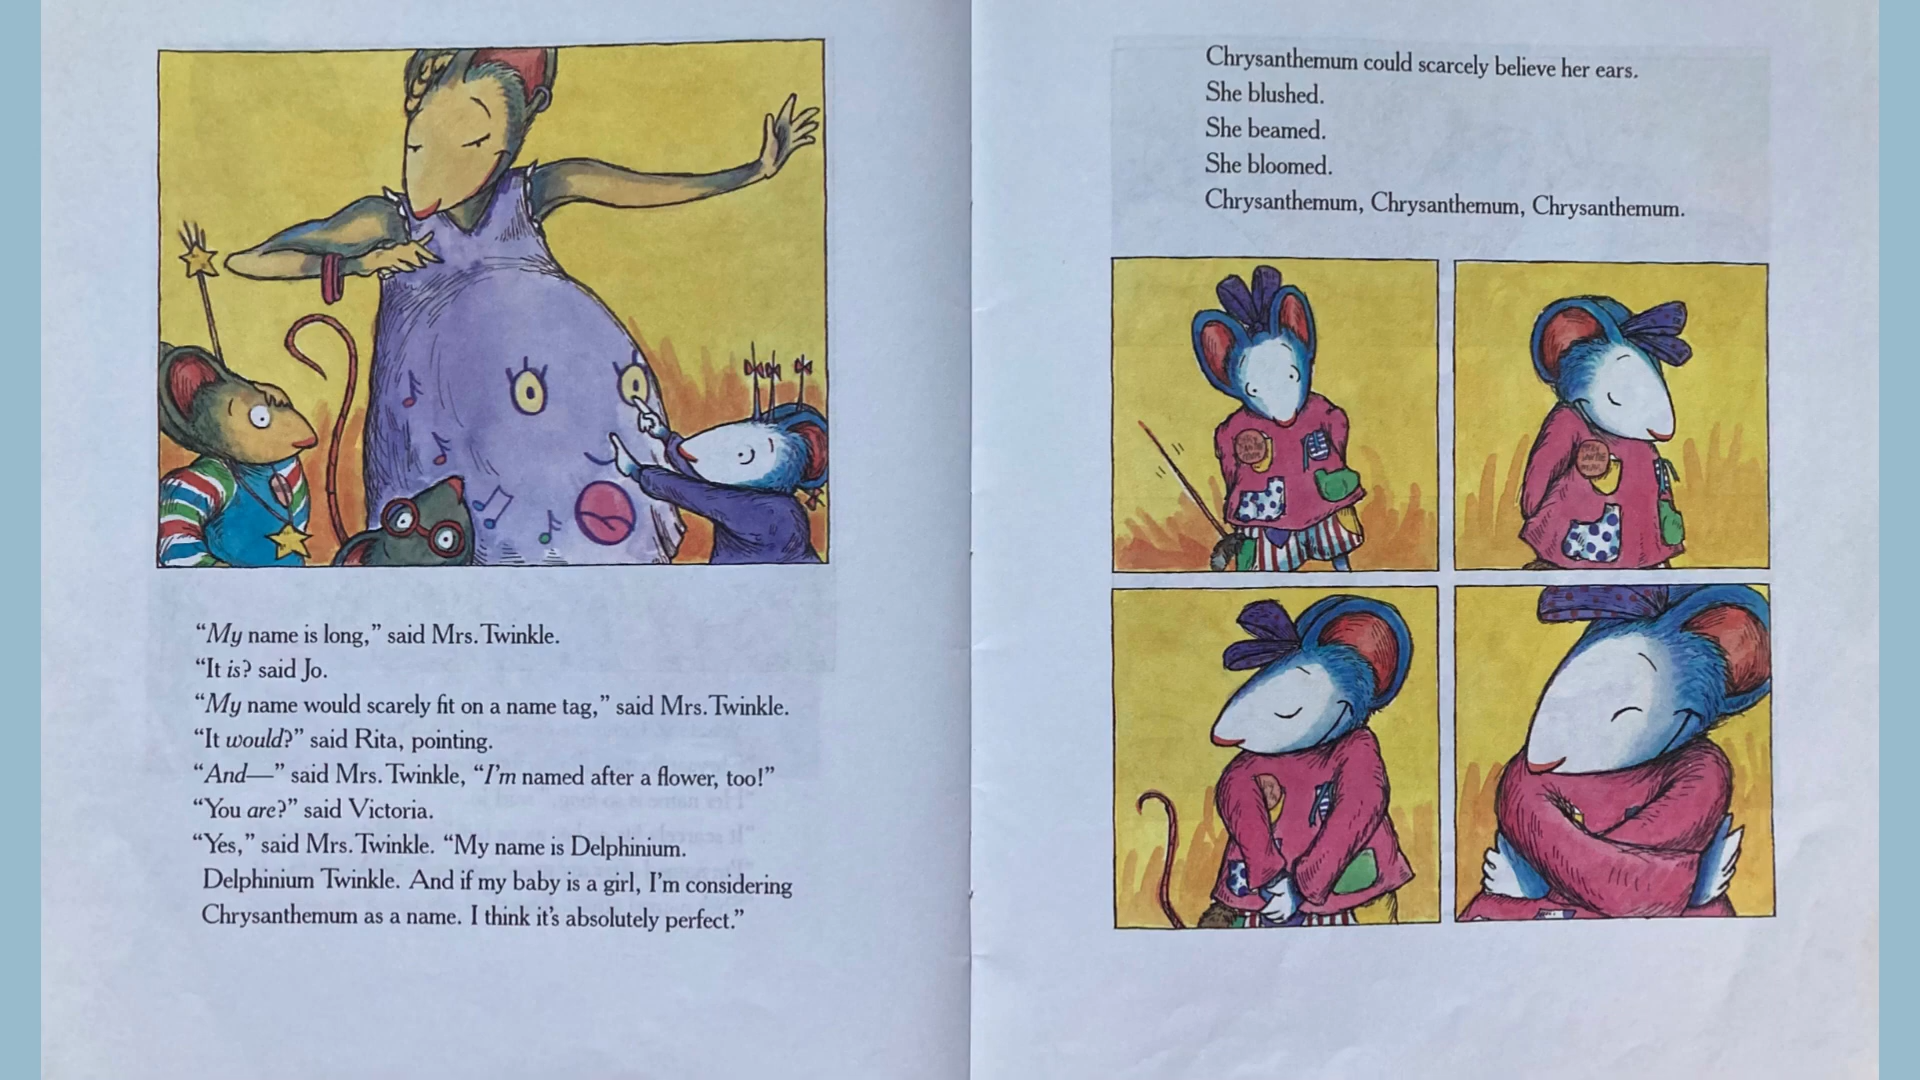 “My name is long,” said Mrs. Twinkle.
“It is? said Jo.
“My name would scarely fit on a name tag,” said Mrs. Twinkle.
“It would?” said Rita, pointing.
“And—” said Mrs. Twinkle, “I’m named after a flower, too!”
“You are?” said Victoria.
“Yes,” said Mrs. Twinkle. “My name is Delphinium.
Delphinium Twinkle. And if my baby is a girl, I’m considering
Chrysanthemum as a name. I think it’s absolutely perfect.”
Chrysanthemum could scarcely believe her ears.
She blushed.
She beamed.
She bloomed.
Chrysanthemum, Chrysanthemum, Chrysanthemum.